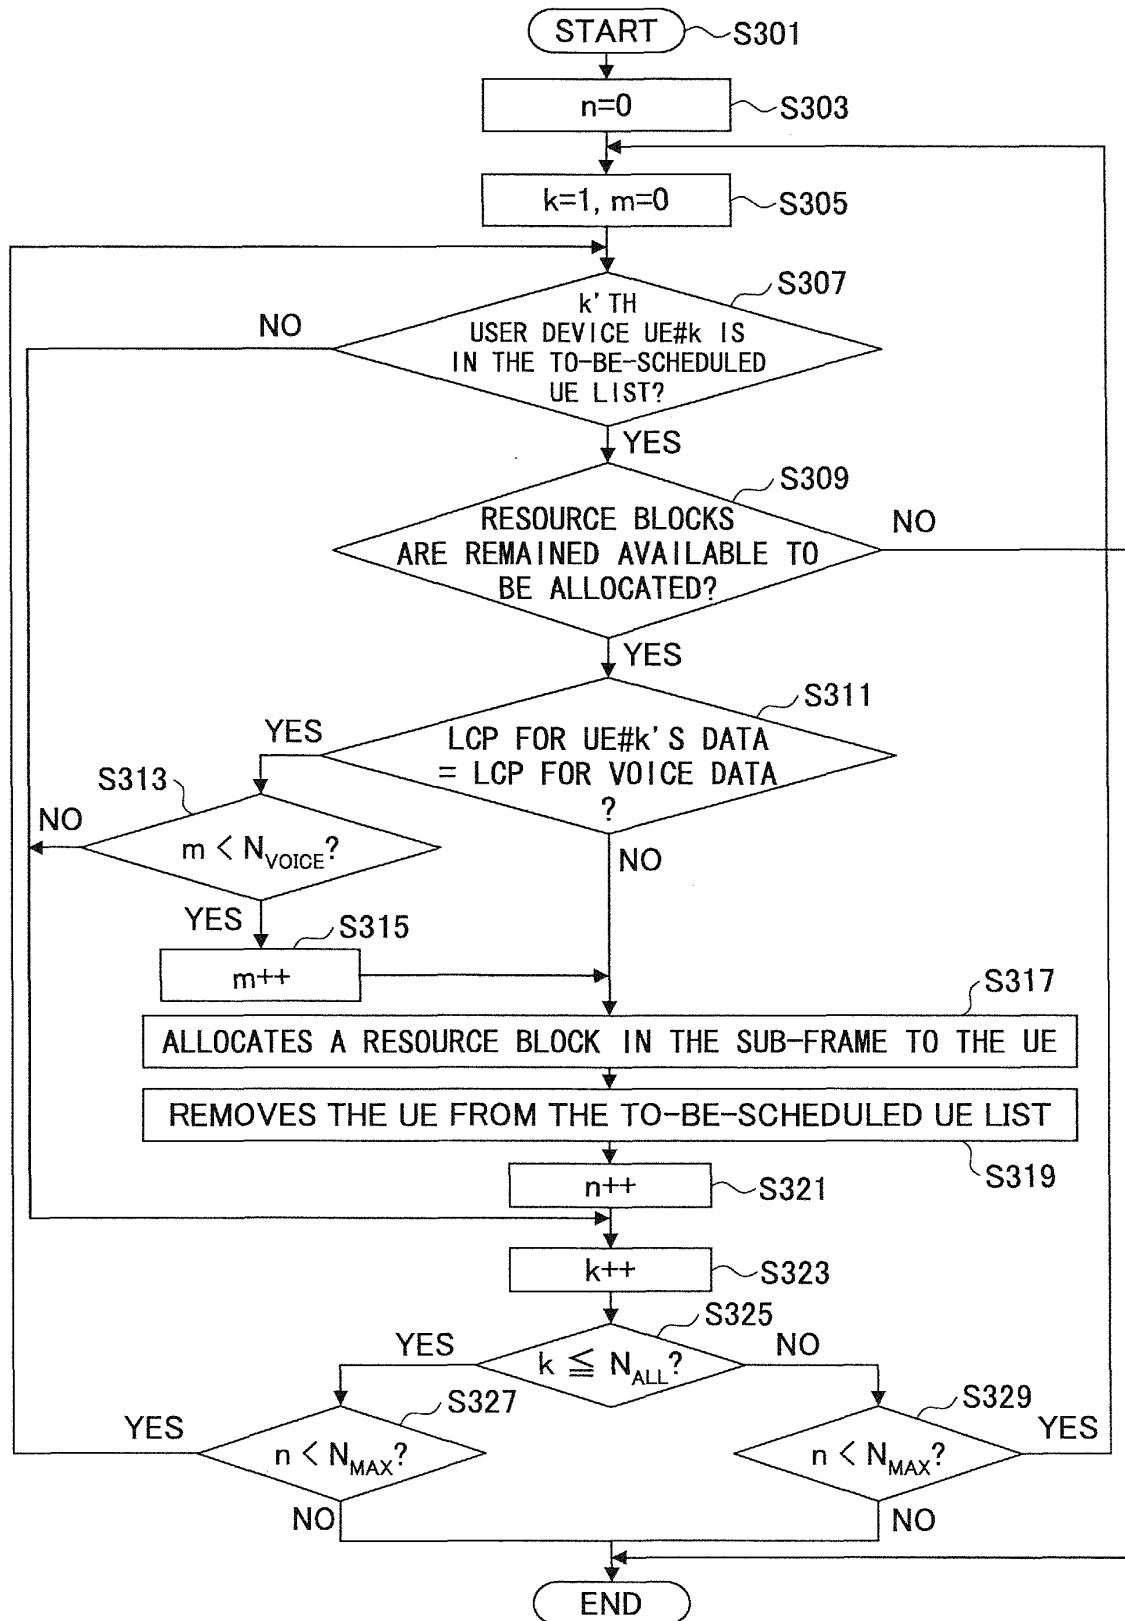 START
S301
n=0
S303
k=1, m=0
S305
S307
k'TH
USER DEVICE UE#k IS
IN THE TO-BE-SCHEDULED
UE LIST?
NO
YES
S309
RESOURCE BLOCKS
ARE REMAINED AVAILABLE TO
BE ALLOCATED?
NO
YES
S311
LCP FOR UE#k'S DATA
= LCP FOR VOICE DATA
?
YES
NO
S313
m < N_VOICE?
NO
YES
S315
m++
S317
ALLOCATES A RESOURCE BLOCK IN THE SUB-FRAME TO THE UE
REMOVES THE UE FROM THE TO-BE-SCHEDULED UE LIST
S319
n++
S321
k++
S323
S325
k ≦ N_ALL?
YES
NO
S327
n < N_MAX?
YES
NO
S329
n < N_MAX?
YES
NO
END